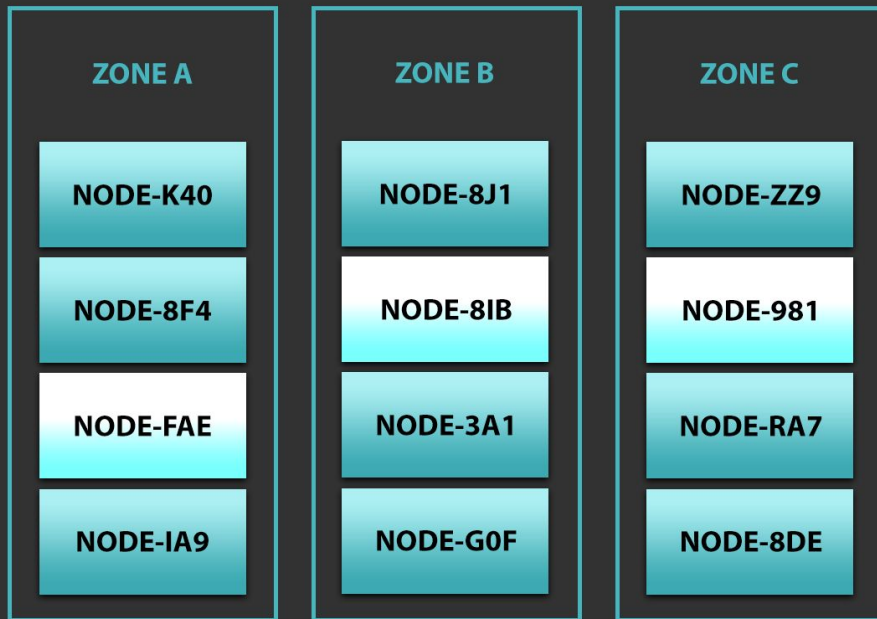 ZONE A
NODE-K40
NODE-8F4
NODE-FAE
NODE-IA9
ZONE B
NODE-8J1
NODE-8IB
NODE-3A1
NODE-G0F
ZONE C
NODE-ZZ9
NODE-981
NODE-RA7
NODE-8DE